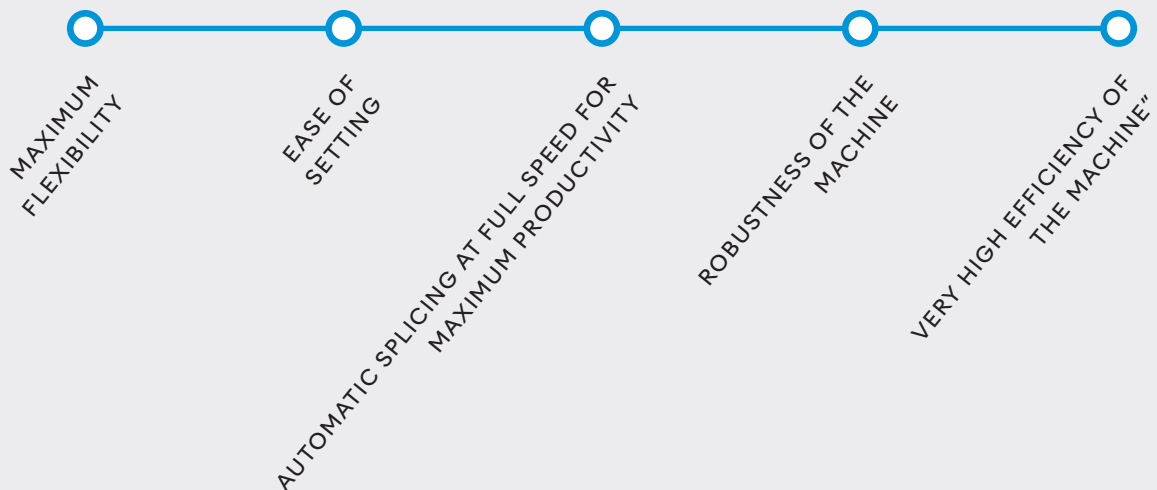 MAXIMUM
FLEXIBILITY
EASE OF
SETTING
AUTOMATIC SPLICING AT FULL SPEED FOR
MAXIMUM PRODUCTIVITY
ROBUSTNESS OF THE
MACHINE
VERY HIGH EFFICIENCY OF
THE MACHINE”